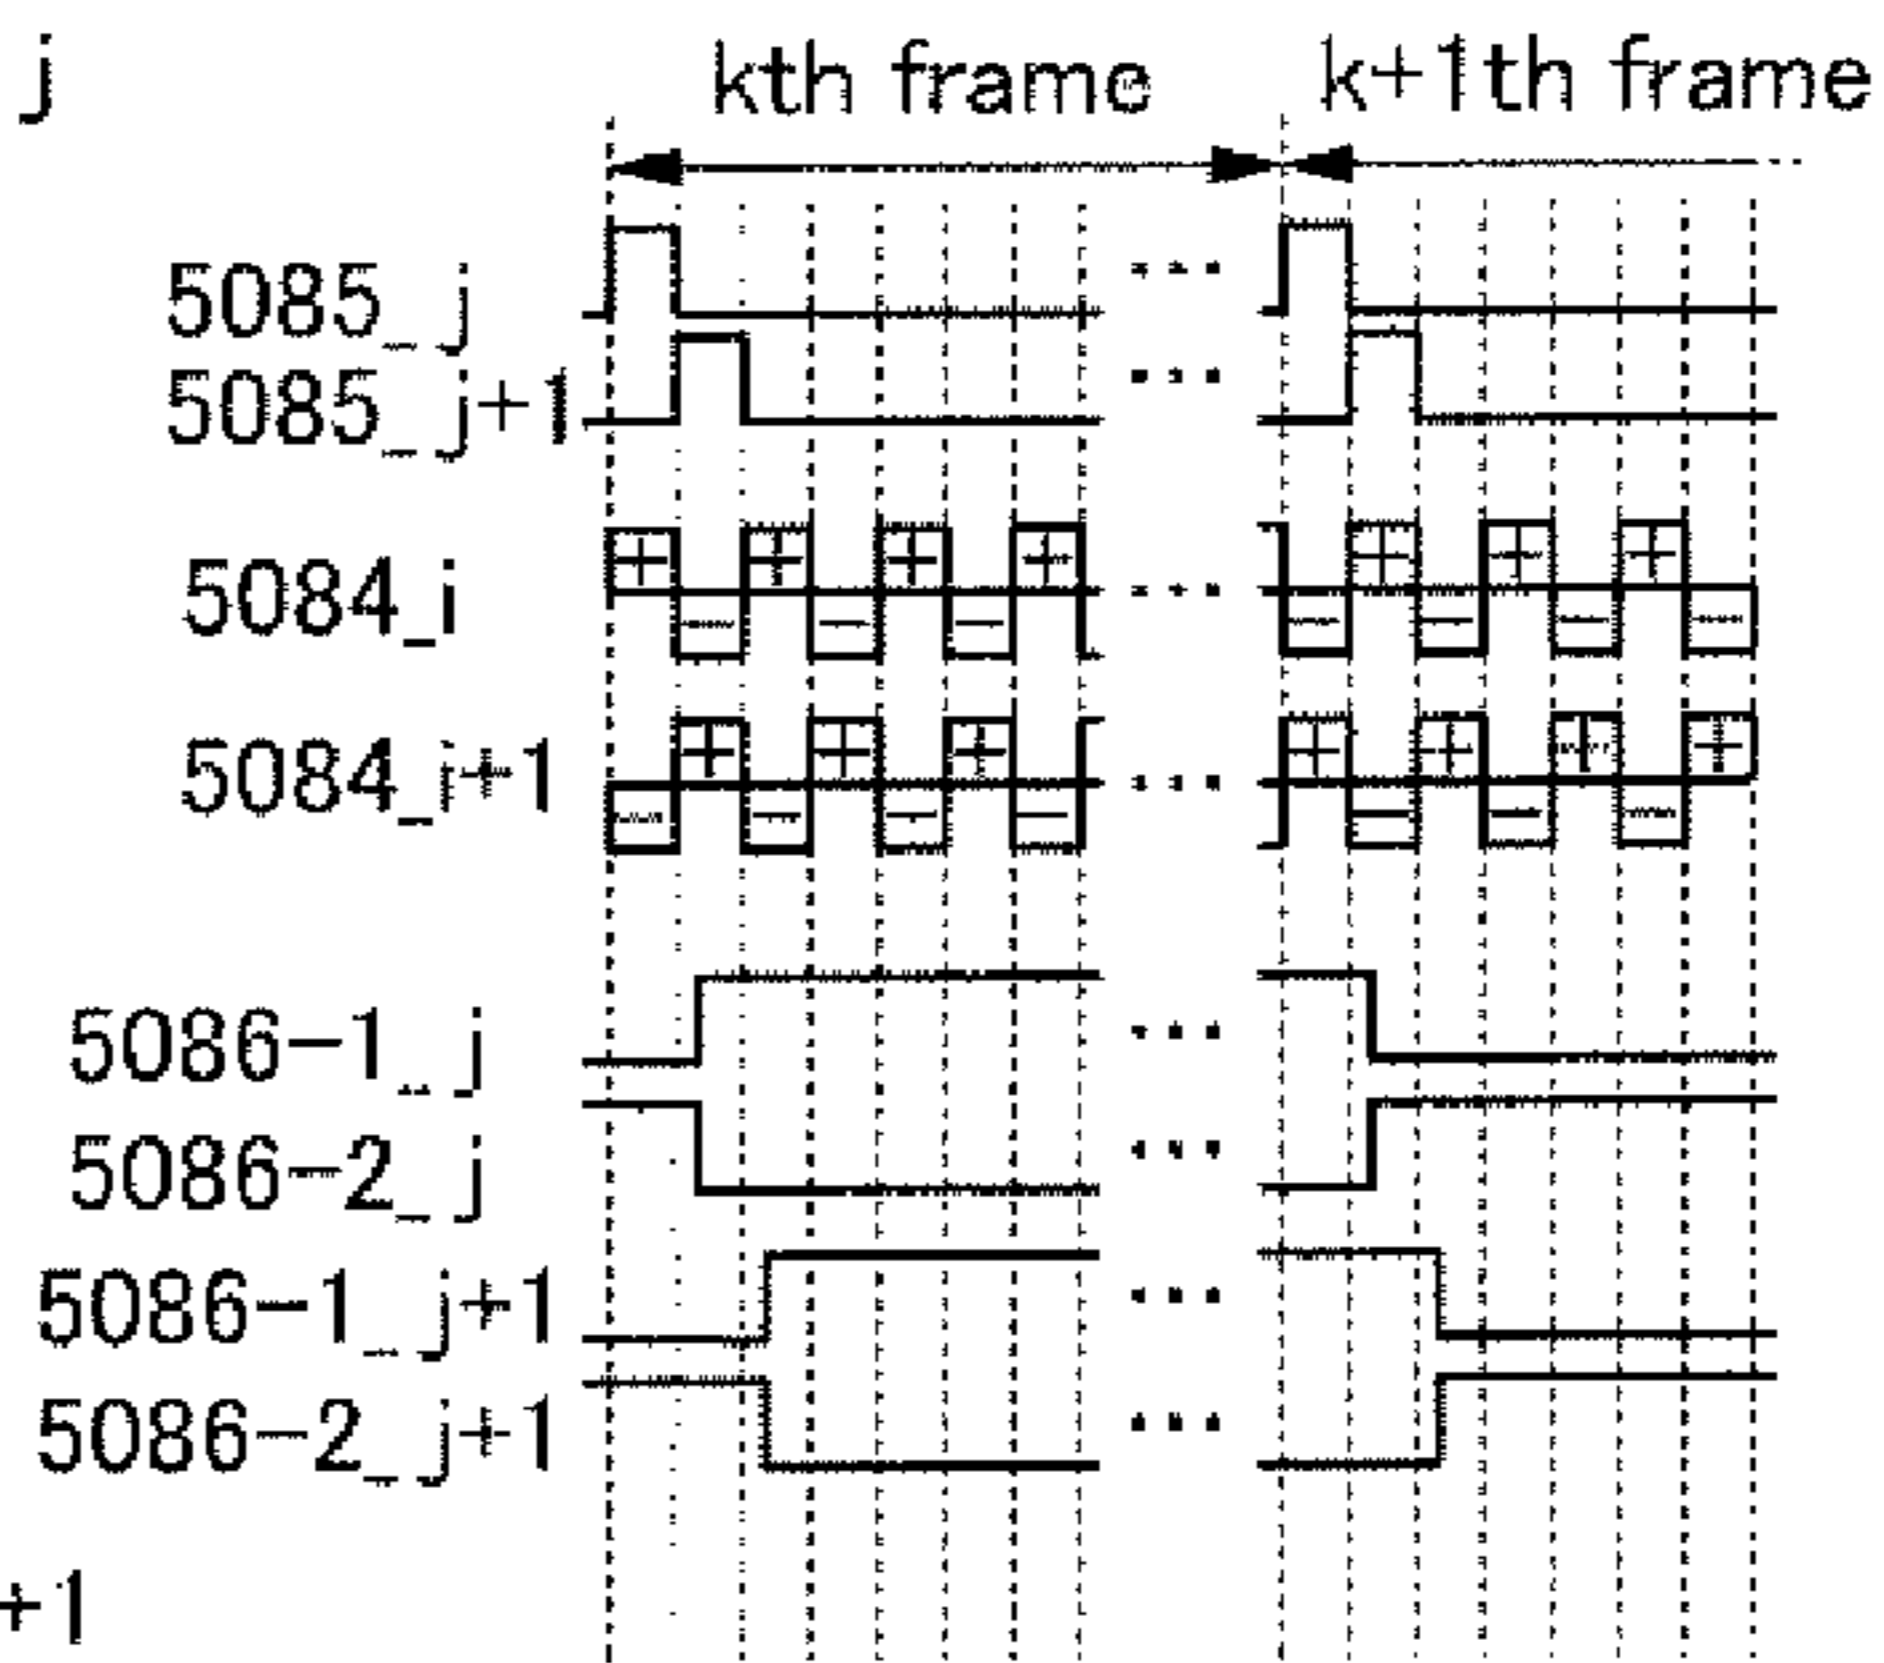 j
kth frame k+1th frame
5085_j
5085_j+1
5084_i
+ − + − + − + − + − + − + −
5084_i+1
− + − + − + − + − + − + − +
5086-1_j
5086-2_j
5086-1_j+1
5086-2_j+1
+1